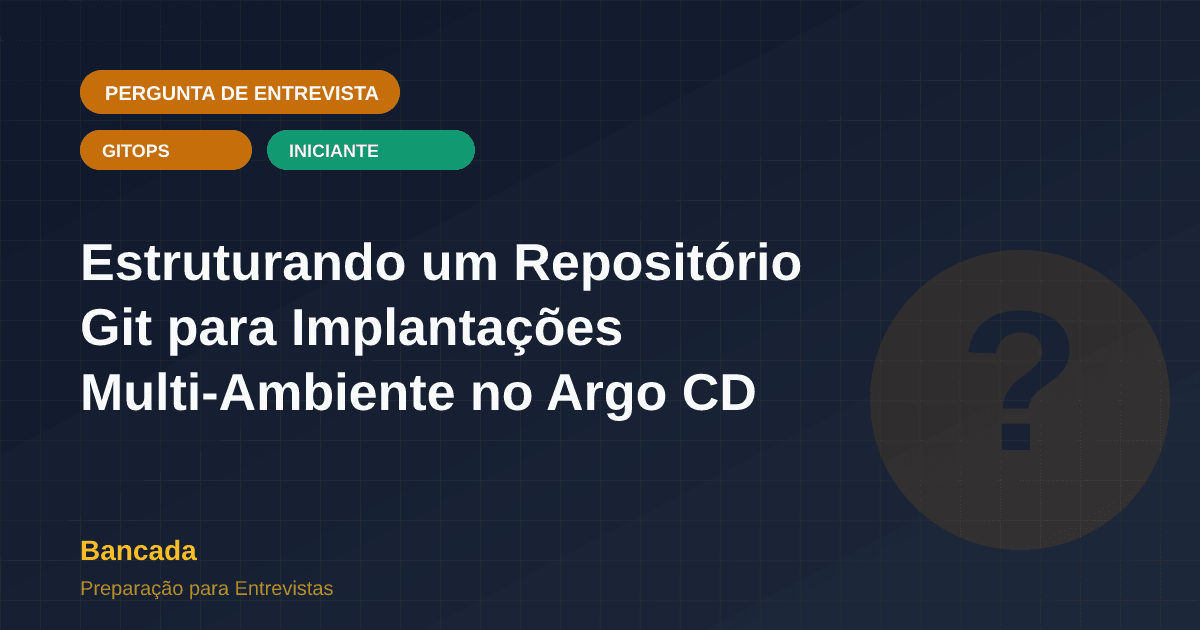 PERGUNTA DE ENTREVISTA
GITOPS
INICIANTE
Estruturando um Repositório
Git para Implantações
Multi-Ambiente no Argo CD
?
Bancada
Preparação para Entrevistas